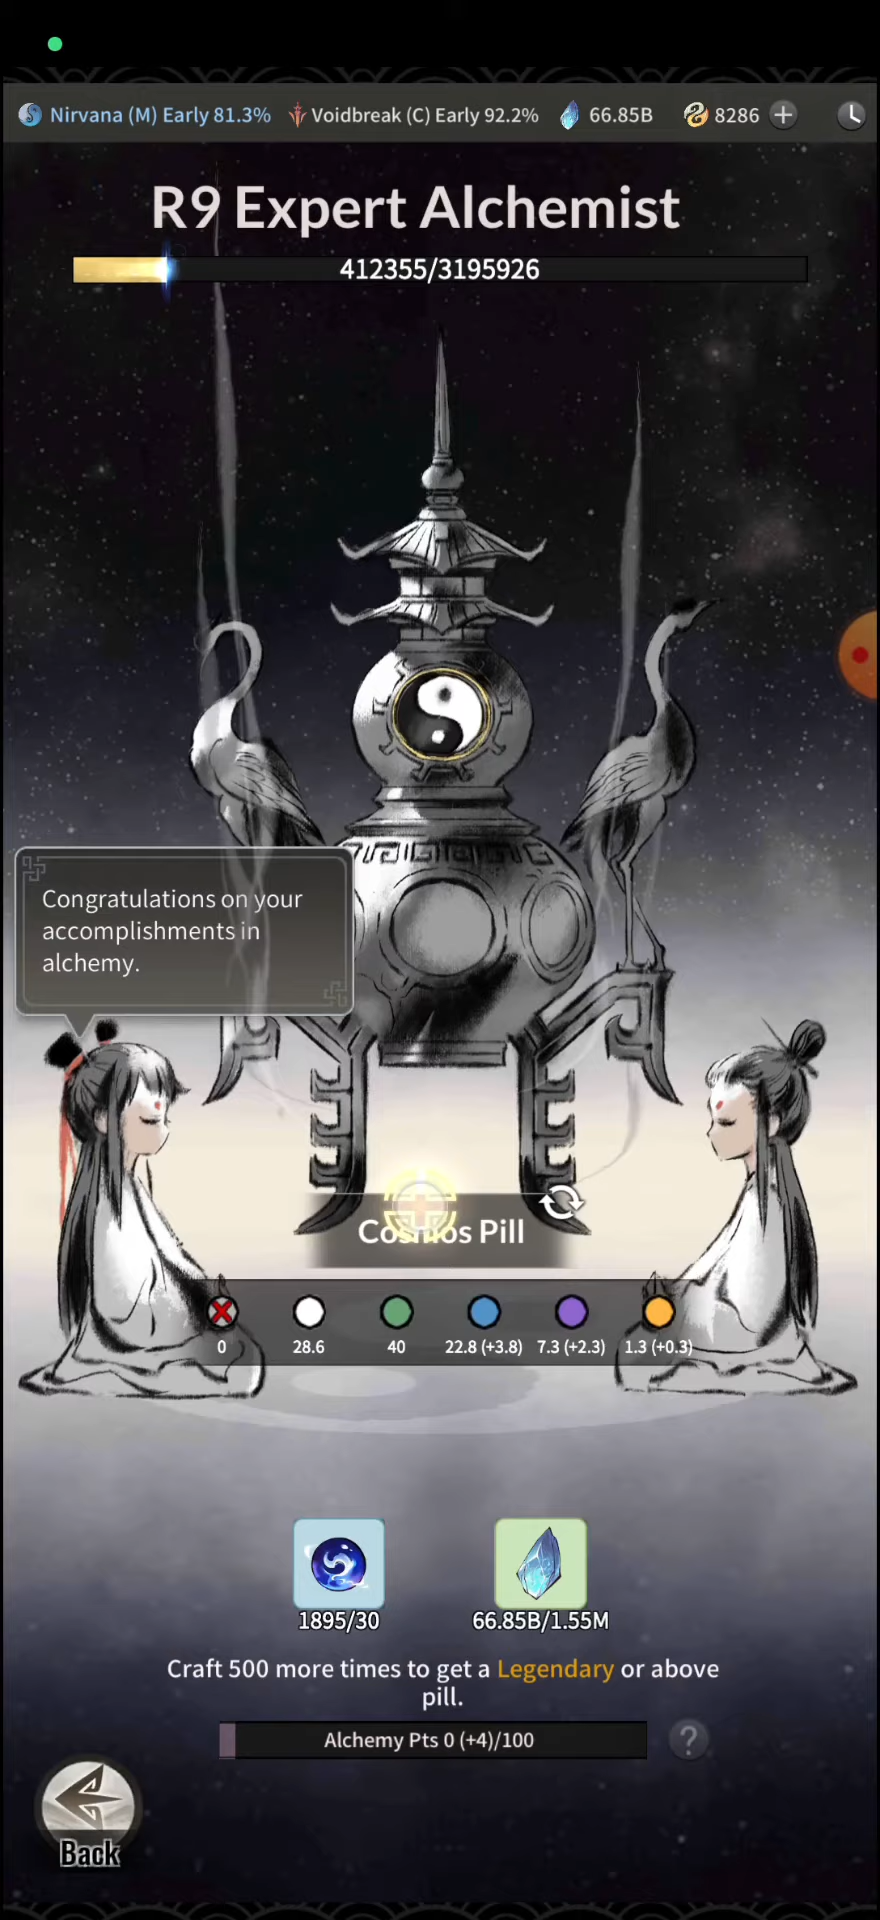 Nirvana (M) Early 81.3% Voidbreak (C) Early 92.2% 66.85B 8286
R9 Expert Alchemist
412355/3195926
Congratulations on your
accomplishments in
alchemy.
Cosmos Pill
0 28.6 40 22.8 (+3.8) 7.3 (+2.3) 1.3 (+0.3)
1895/30 66.85B/1.55M
Craft 500 more times to get a Legendary or above
pill.
Alchemy Pts 0 (+4)/100 ?
Back